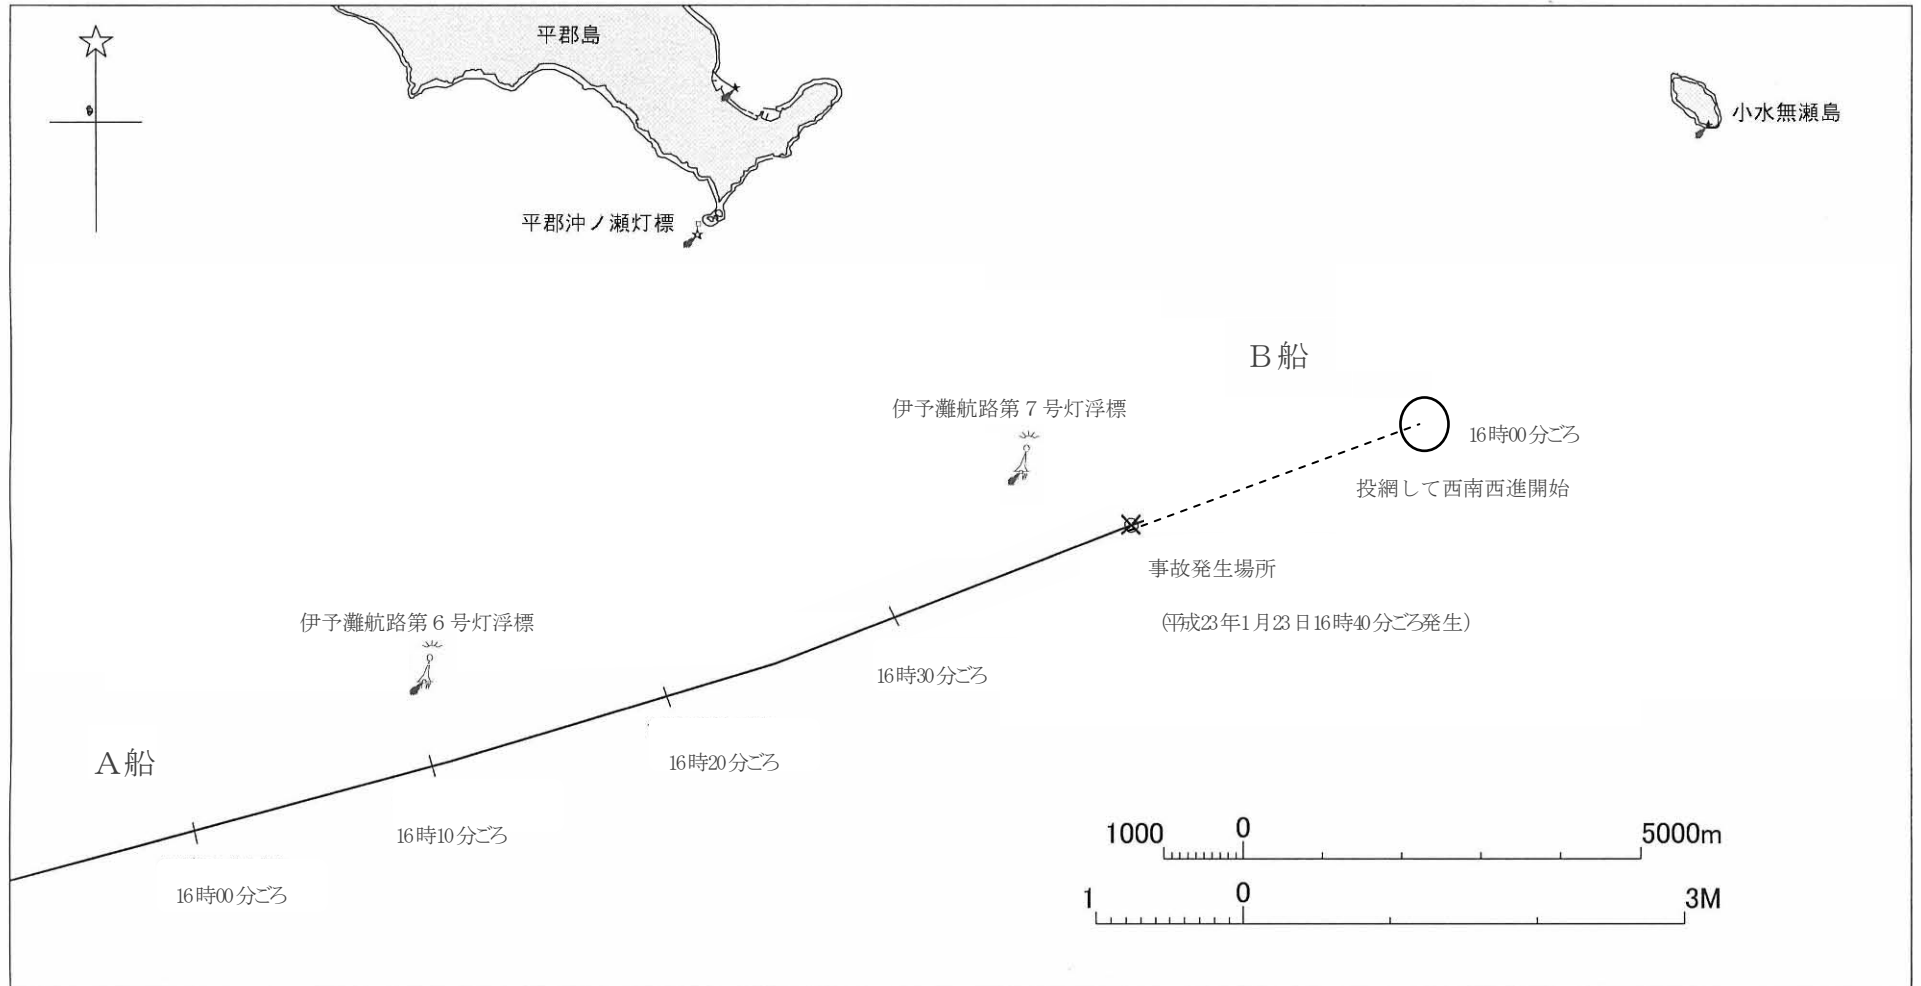 平郡島
小水無瀬島
平郡沖ノ瀬灯標
B船
伊予灘航路第7号灯浮標
16時00分ごろ
投網して西南西進開始
事故発生場所
(平成23年1月23日16時40分ごろ発生)
伊予灘航路第6号灯浮標
16時30分ごろ
A船
16時20分ごろ
16時10分ごろ
16時00分ごろ
1000 0 5000m
1 0 3M